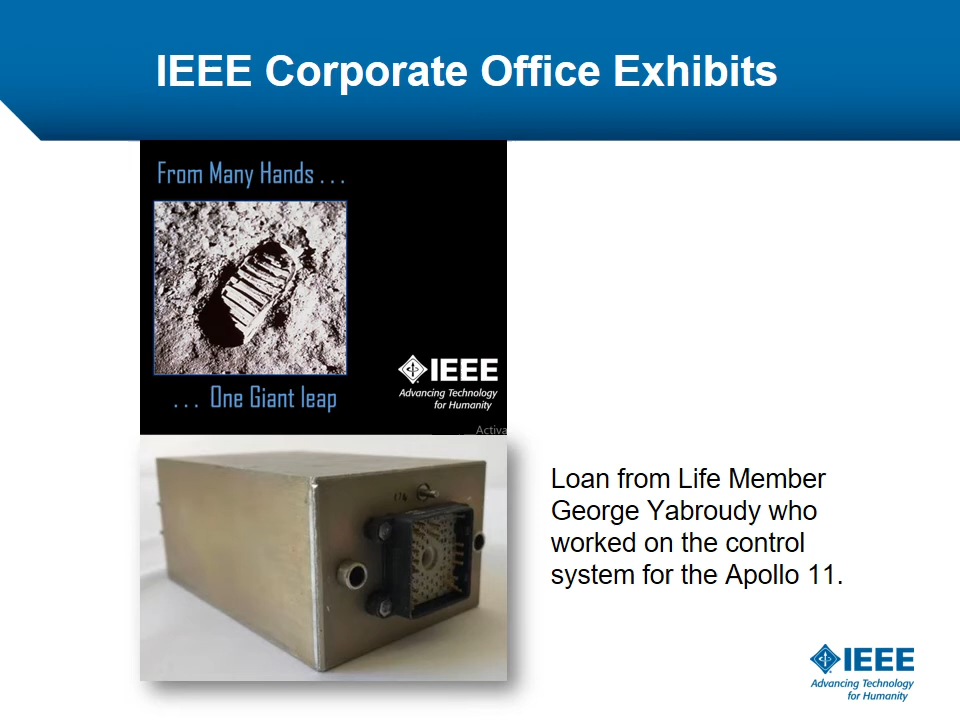 IEEE Corporate Office Exhibits
From Many Hands . . .
. . . One Giant leap
IEEE
Advancing Technology
for Humanity
Activa
Loan from Life Member
George Yabroudy who
worked on the control
system for the Apollo 11.
IEEE
Advancing Technology
for Humanity